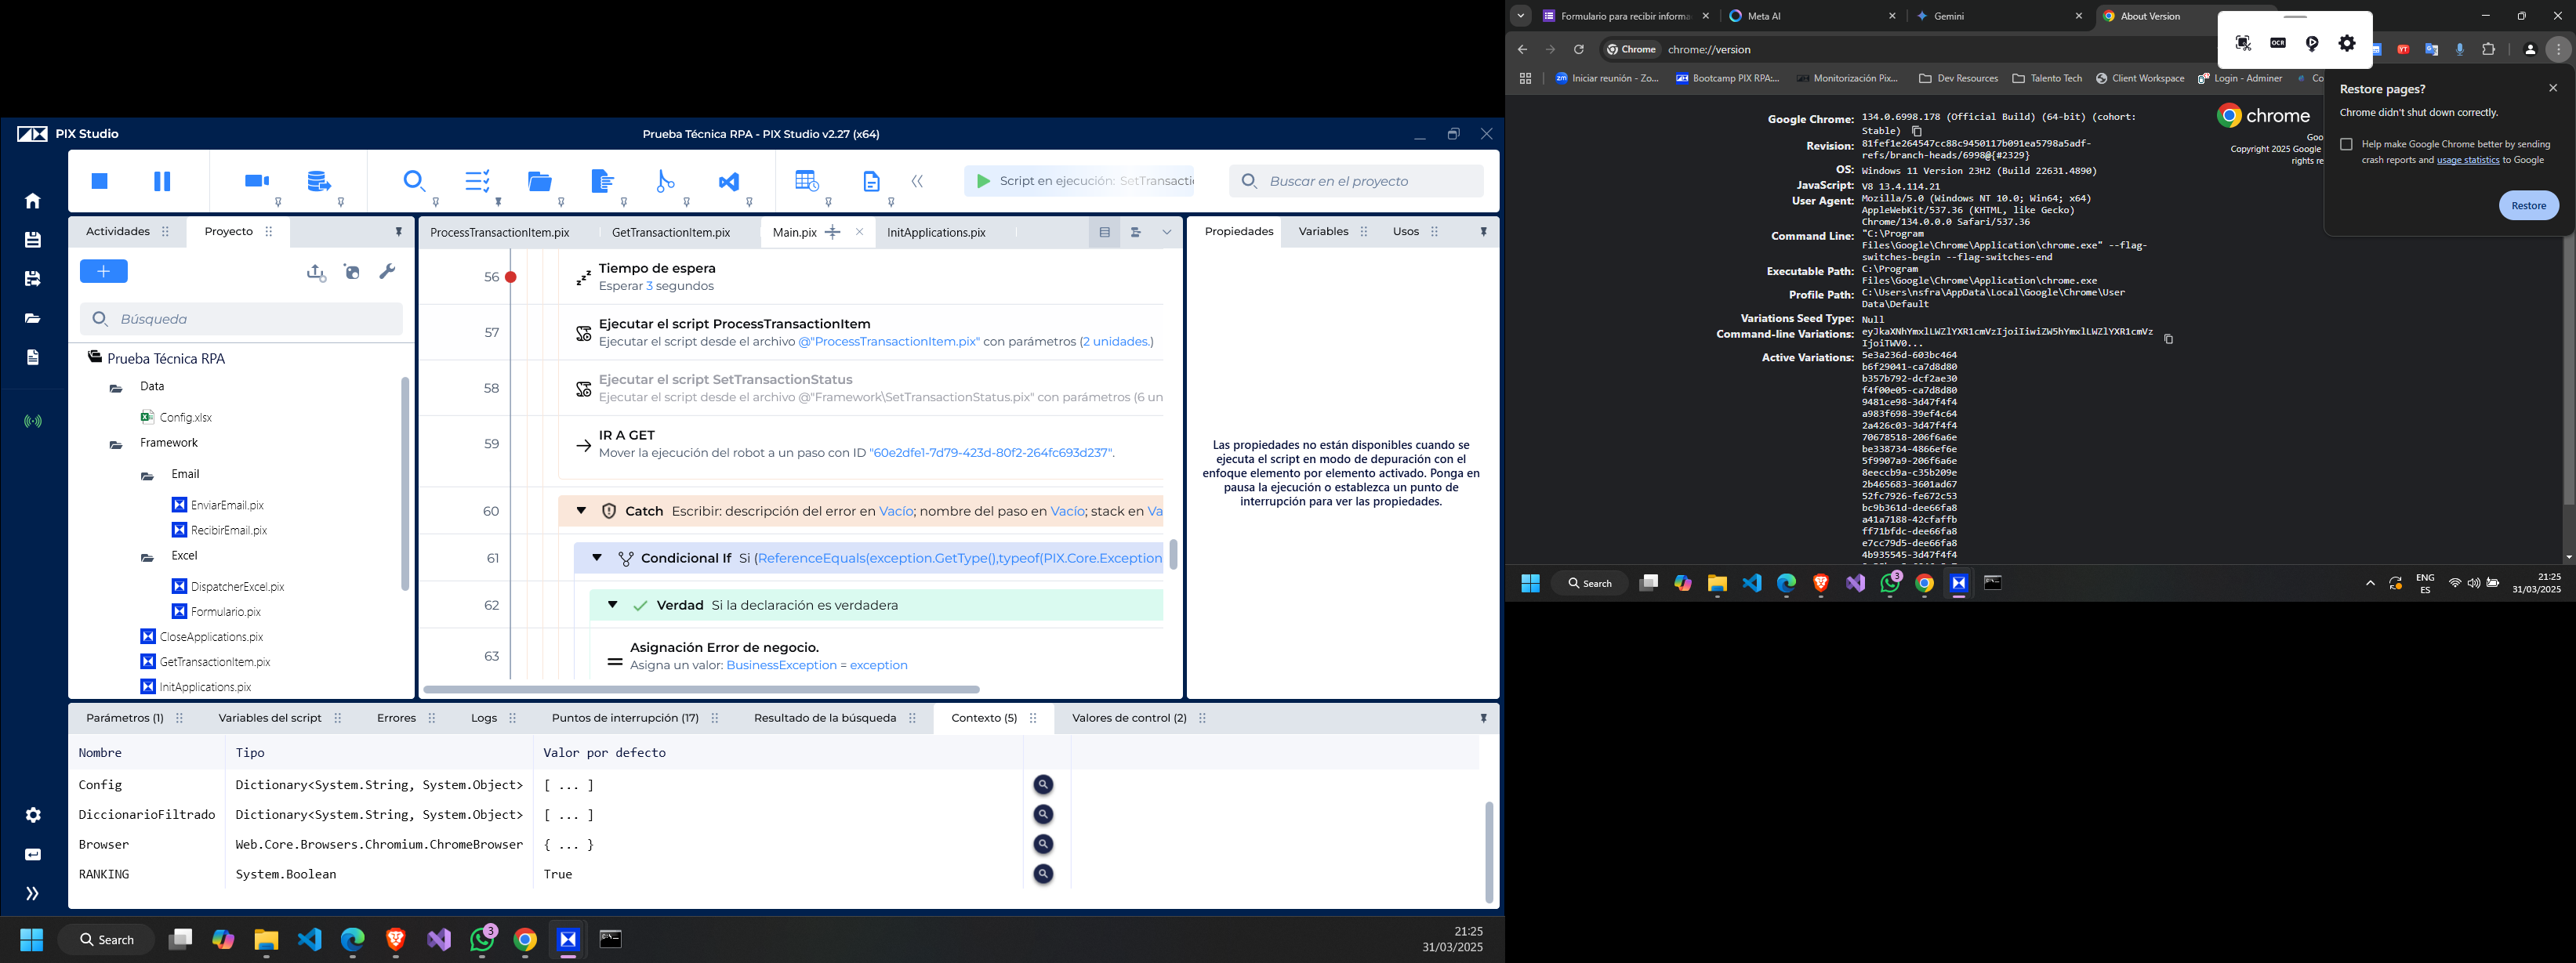 PIX Studio
Prueba Técnica RPA - PIX Studio v2.27 (x64)
Script en ejecución: SetTransacti
Buscar en el proyecto
Actividades
Proyecto
Búsqueda
Prueba Técnica RPA
Data
Config.xlsx
Framework
Email
EnviarEmail.pix
RecibirEmail.pix
Excel
DispatcherExcel.pix
Formulario.pix
CloseApplications.pix
GetTransactionItem.pix
InitApplications.pix
ProcessTransactionItem.pix
GetTransactionItem.pix
Main.pix
InitApplications.pix
56
Tiempo de espera
Esperar 3 segundos
57
Ejecutar el script ProcessTransactionItem
Ejecutar el script desde el archivo @"ProcessTransactionItem.pix" con parámetros (2 unidades.)
58
Ejecutar el script SetTransactionStatus
Ejecutar el script desde el archivo @"Framework\SetTransactionStatus.pix" con parámetros (6 un
59
IR A GET
Mover la ejecución del robot a un paso con ID "60e2dfe1-7d79-423d-80f2-264fc693d237".
60
Catch Escribir: descripción del error en Vacío; nombre del paso en Vacío; stack en Va
61
Condicional If Si (ReferenceEquals(exception.GetType(),typeof(PIX.Core.Exception
62
Verdad Si la declaración es verdadera
63
Asignación Error de negocio.
Asigna un valor: BusinessException = exception
Propiedades
Variables
Usos
Las propiedades no están disponibles cuando se
ejecuta el script en modo de depuración con el
enfoque elemento por elemento activado. Ponga en
pausa la ejecución o establezca un punto de
interrupción para ver las propiedades.
Parámetros (1)
Variables del script
Errores
Logs
Puntos de interrupción (17)
Resultado de la búsqueda
Contexto (5)
Valores de control (2)
Nombre Tipo Valor por defecto
Config Dictionary<System.String, System.Object> [ ... ]
DiccionarioFiltrado Dictionary<System.String, System.Object> [ ... ]
Browser Web.Core.Browsers.Chromium.ChromeBrowser { ... }
RANKING System.Boolean True
Search
3
21:25
31/03/2025
Formulario para recibir informa
Meta AI
Gemini
About Version
Chrome
chrome://version
OCR
Iniciar reunión - Zo...
Bootcamp PIX RPA:...
Monitorización Pix...
Dev Resources
Talento Tech
Client Workspace
Login - Adminer
Co
Restore pages?
Chrome didn't shut down correctly.
Help make Google Chrome better by sending
crash reports and usage statistics to Google
Restore
chrome
Goo
Copyright 2025 Google
rights re
Google Chrome: 134.0.6998.178 (Official Build) (64-bit) (cohort:
Stable)
Revision: 81fef1e264547cc88c9450117b091ea5798a5adf-
refs/branch-heads/6998@{#2329}
OS: Windows 11 Version 23H2 (Build 22631.4890)
JavaScript: V8 13.4.114.21
User Agent: Mozilla/5.0 (Windows NT 10.0; Win64; x64)
AppleWebKit/537.36 (KHTML, like Gecko)
Chrome/134.0.0.0 Safari/537.36
Command Line: "C:\Program
Files\Google\Chrome\Application\chrome.exe" --flag-
switches-begin --flag-switches-end
Executable Path: C:\Program
Files\Google\Chrome\Application\chrome.exe
Profile Path: C:\Users\nsfra\AppData\Local\Google\Chrome\User
Data\Default
Variations Seed Type: Null
Command-line Variations: eyJkaXNhYmxlLWZlYXR1cmVzIjoiIiwiZW5hYmxlLWZlYXR1cmVz
IjoiTWV0...
Active Variations: 5e3a236d-603bc464
b6f29041-ca7d8d80
b357b792-dcf2ae30
f4f00e05-ca7d8d80
9481ce98-3d47f4f4
a983f698-39ef4c64
2a426c03-3d47f4f4
70678518-206f6a6e
be338734-4866ef6e
5f9907a9-206f6a6e
8eeccb9a-c35b209e
2b465683-3601ad67
52fc7926-fe672c53
bc9b361d-dee66fa8
a41a7188-42cfaffb
ff71bfdc-dee66fa8
e7cc79d5-dee66fa8
4b935545-3d47f4f4
Search
3
ENG
ES
21:25
31/03/2025